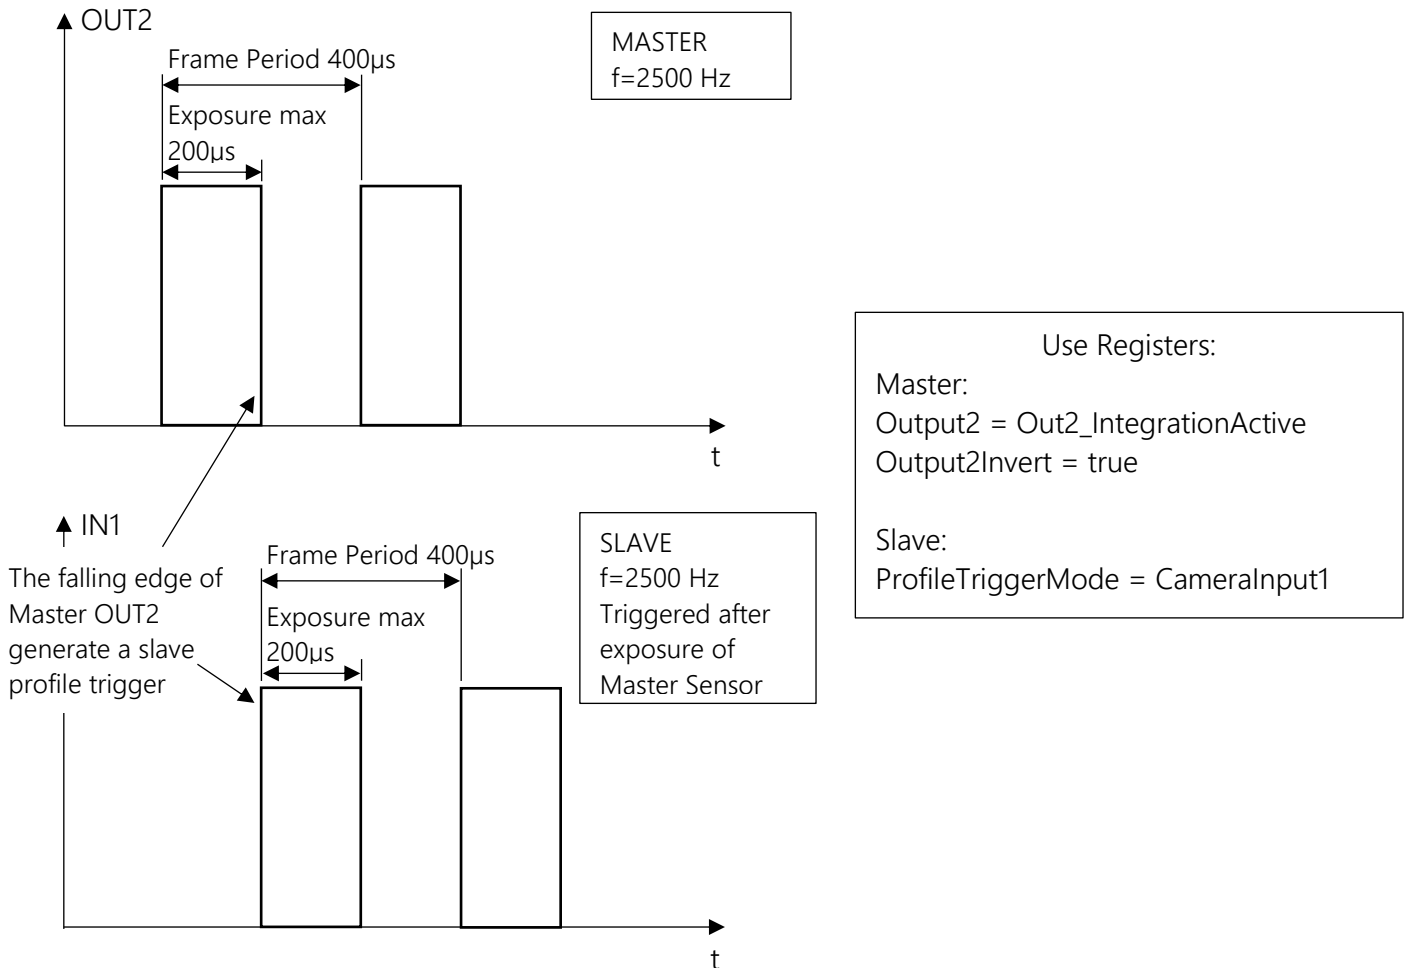 OUT2
Frame Period 400µs
Exposure max
200µs
MASTER
f=2500 Hz
t
Use Registers:
Master:
Output2 = Out2_IntegrationActive
Output2Invert = true
Slave:
ProfileTriggerMode = CameraInput1
IN1
The falling edge of
Master OUT2
generate a slave
profile trigger
Frame Period 400µs
Exposure max
200µs
SLAVE
f=2500 Hz
Triggered after
exposure of
Master Sensor
t